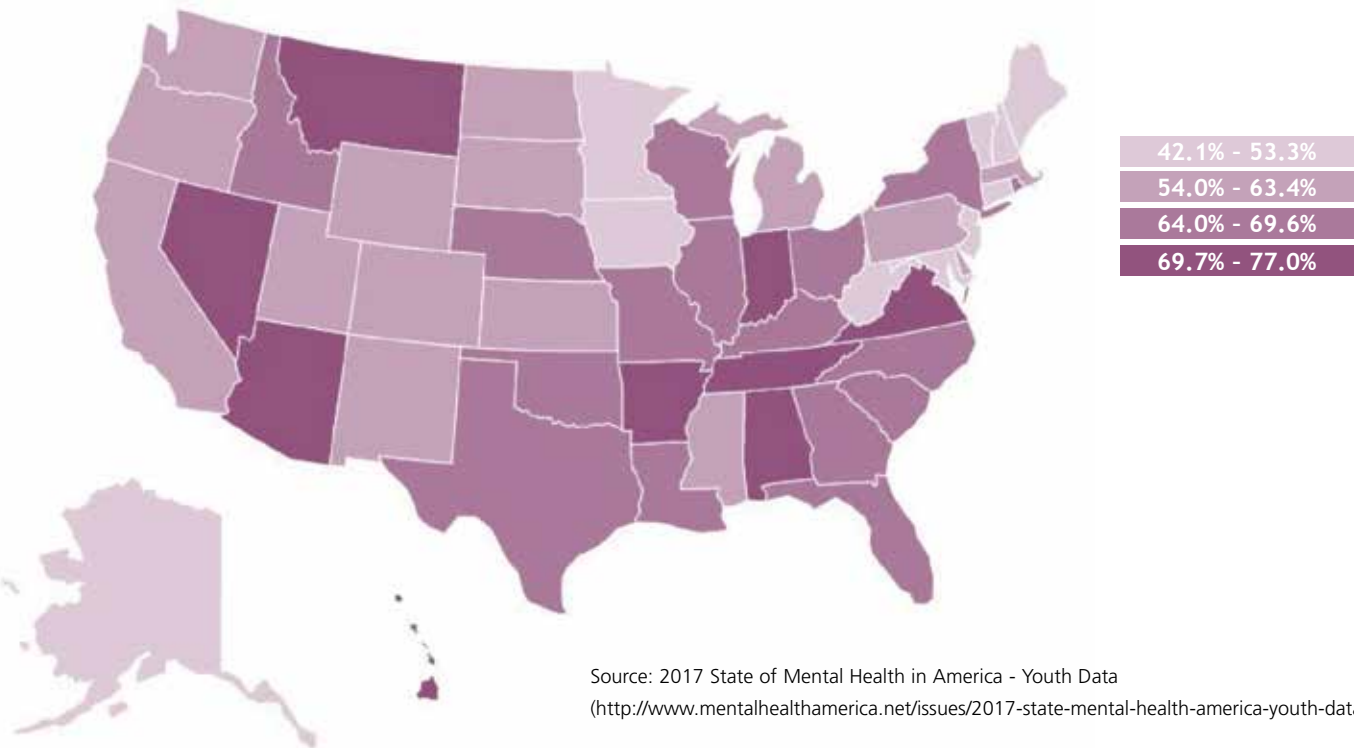 42.1% - 53.3%
54.0% - 63.4%
64.0% - 69.6%
69.7% - 77.0%
Source: 2017 State of Mental Health in America - Youth Data
(http://www.mentalhealthamerica.net/issues/2017-state-mental-health-america-youth-data